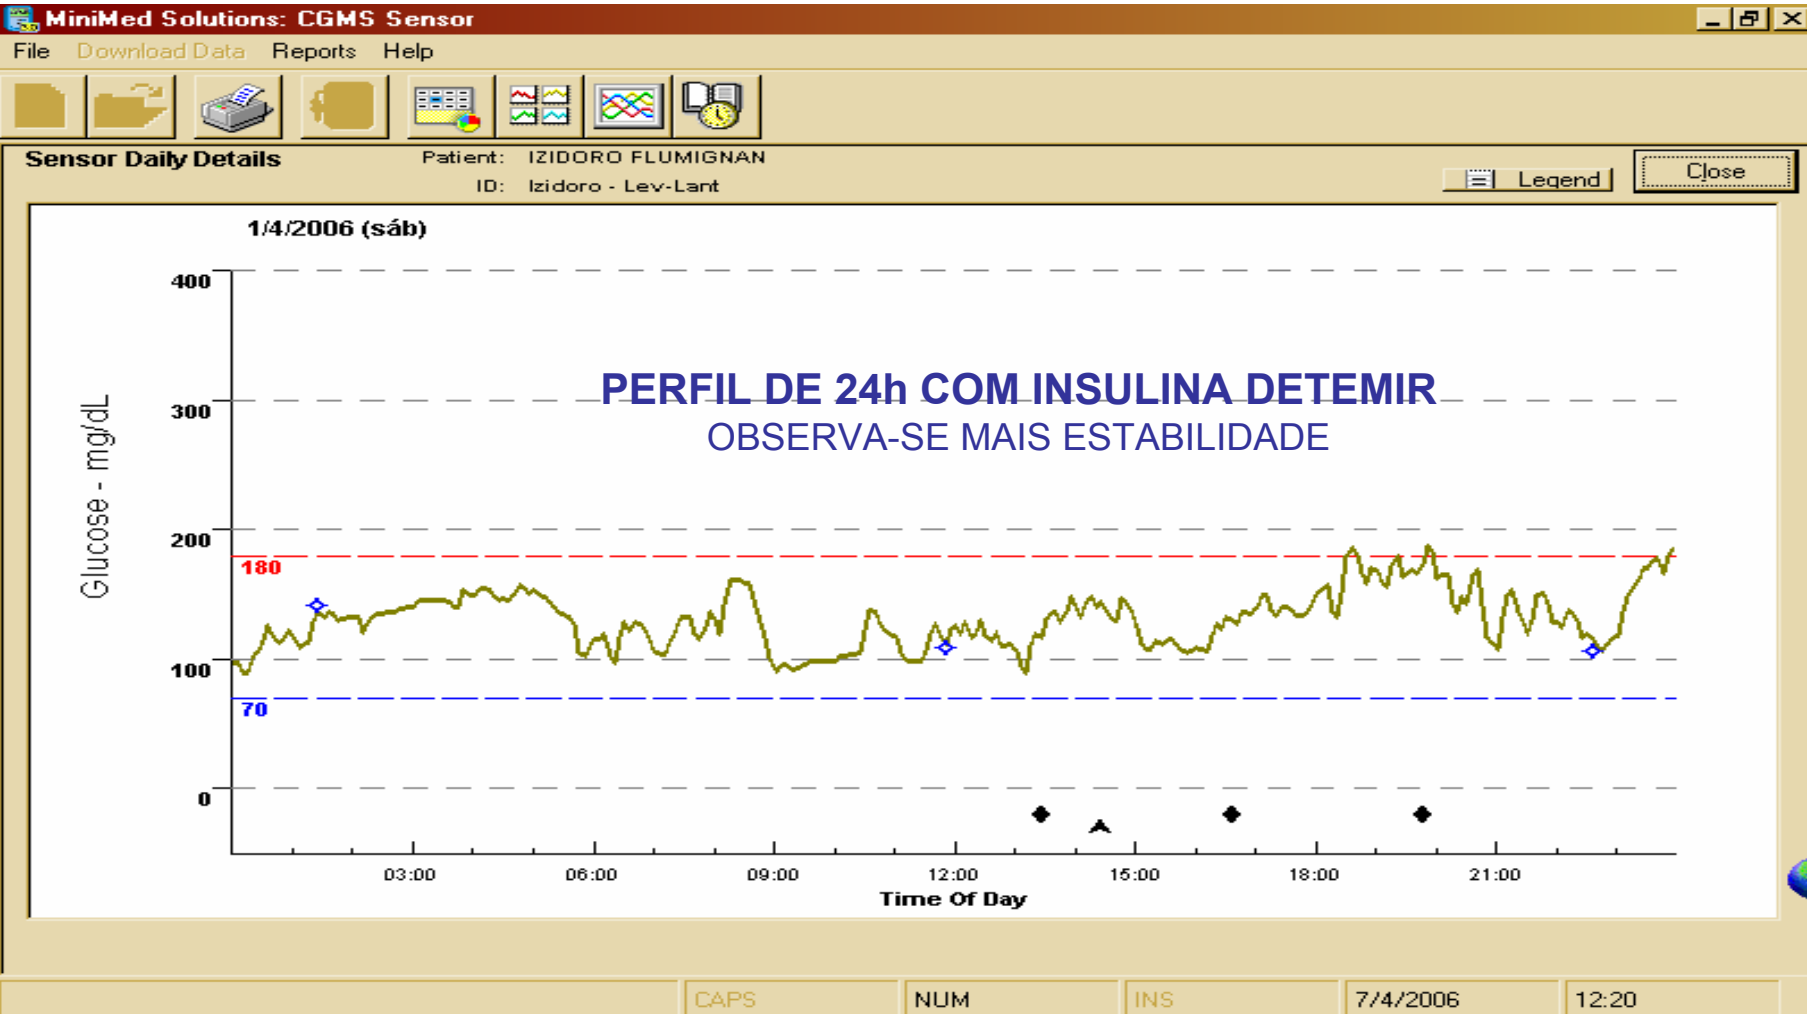 MiniMed Solutions: CGMS Sensor
File Download Data Reports Help
Sensor Daily Details
Patient: IZIDORO FLUMIGNAN
ID: Izidoro - Lev-Lant
Legend
Close
1/4/2006 (sáb)
PERFIL DE 24h COM INSULINA DETEMIR
OBSERVA-SE MAIS ESTABILIDADE
Glucose - mg/dL
400
300
200
180
100
70
0
03:00 06:00 09:00 12:00 15:00 18:00 21:00
Time Of Day
CAPS NUM INS 7/4/2006 12:20